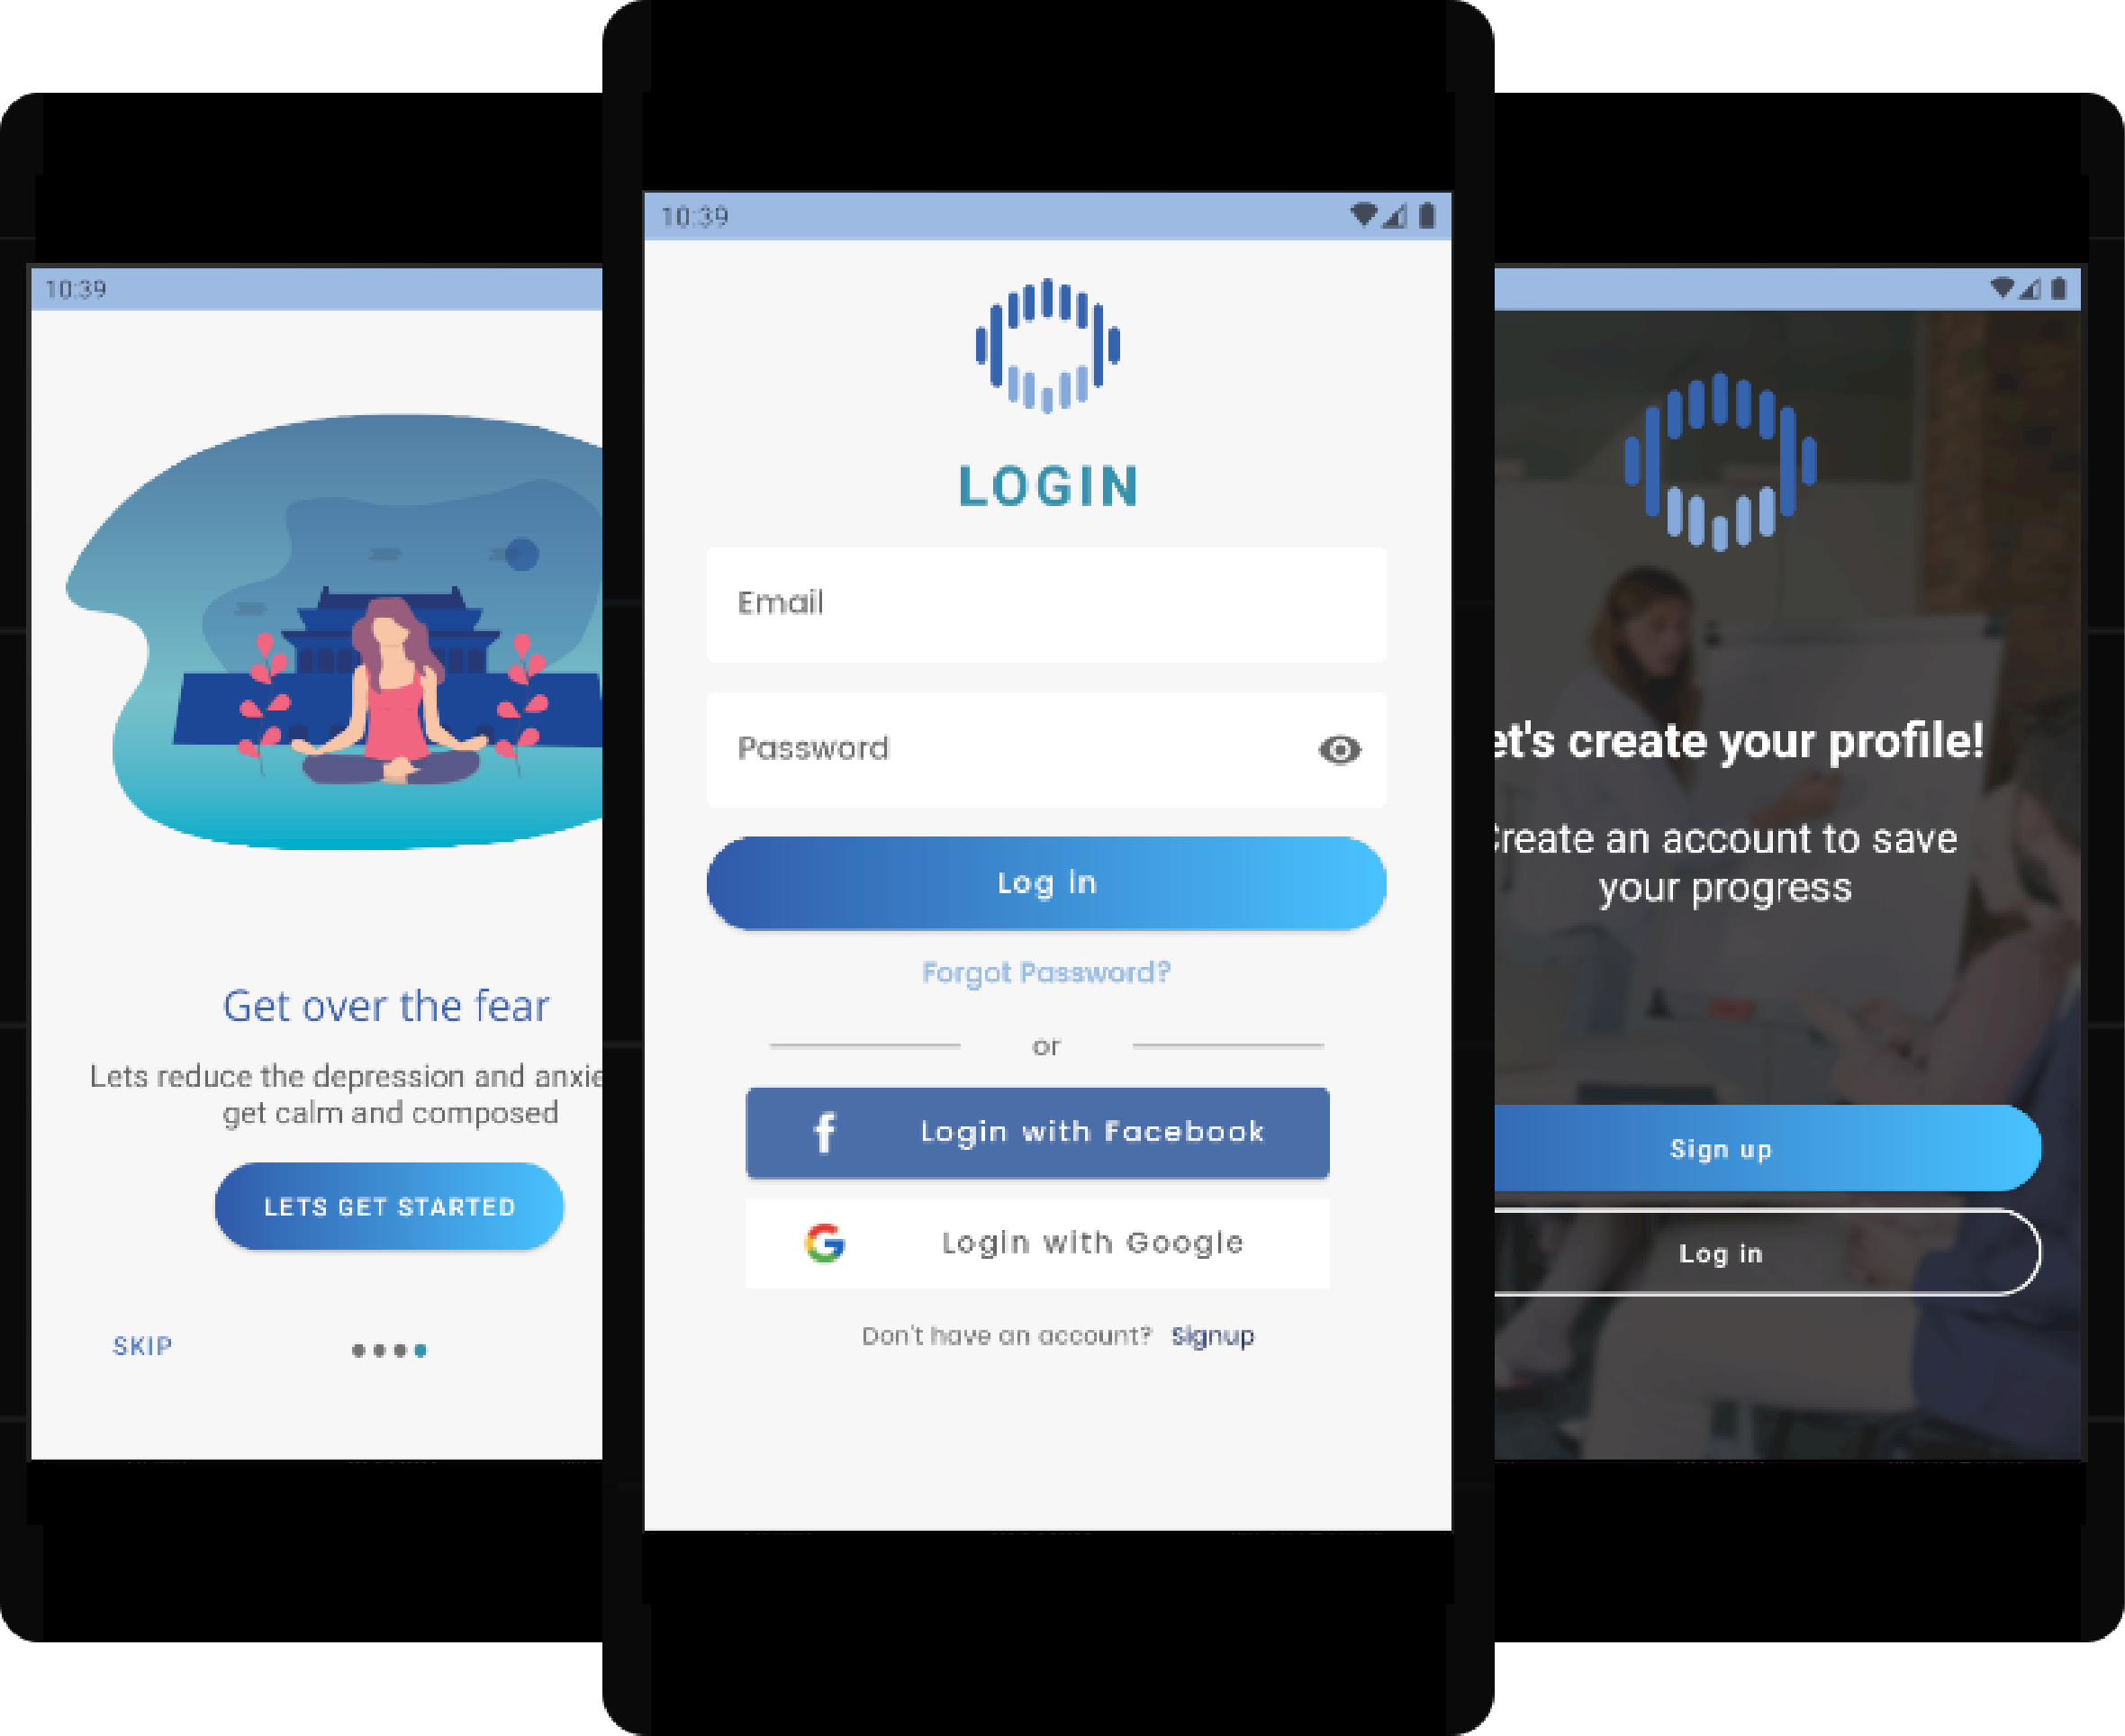 10:39
Get over the fear
Lets reduce the depression and anxie
get calm and composed
LETS GET STARTED
SKIP
10:39
LOGIN
Email
Password
Log in
Forgot Password?
or
f Login with Facebook
G Login with Google
Don't have an account? Signup
et's create your profile!
Create an account to save
your progress
Sign up
Log in